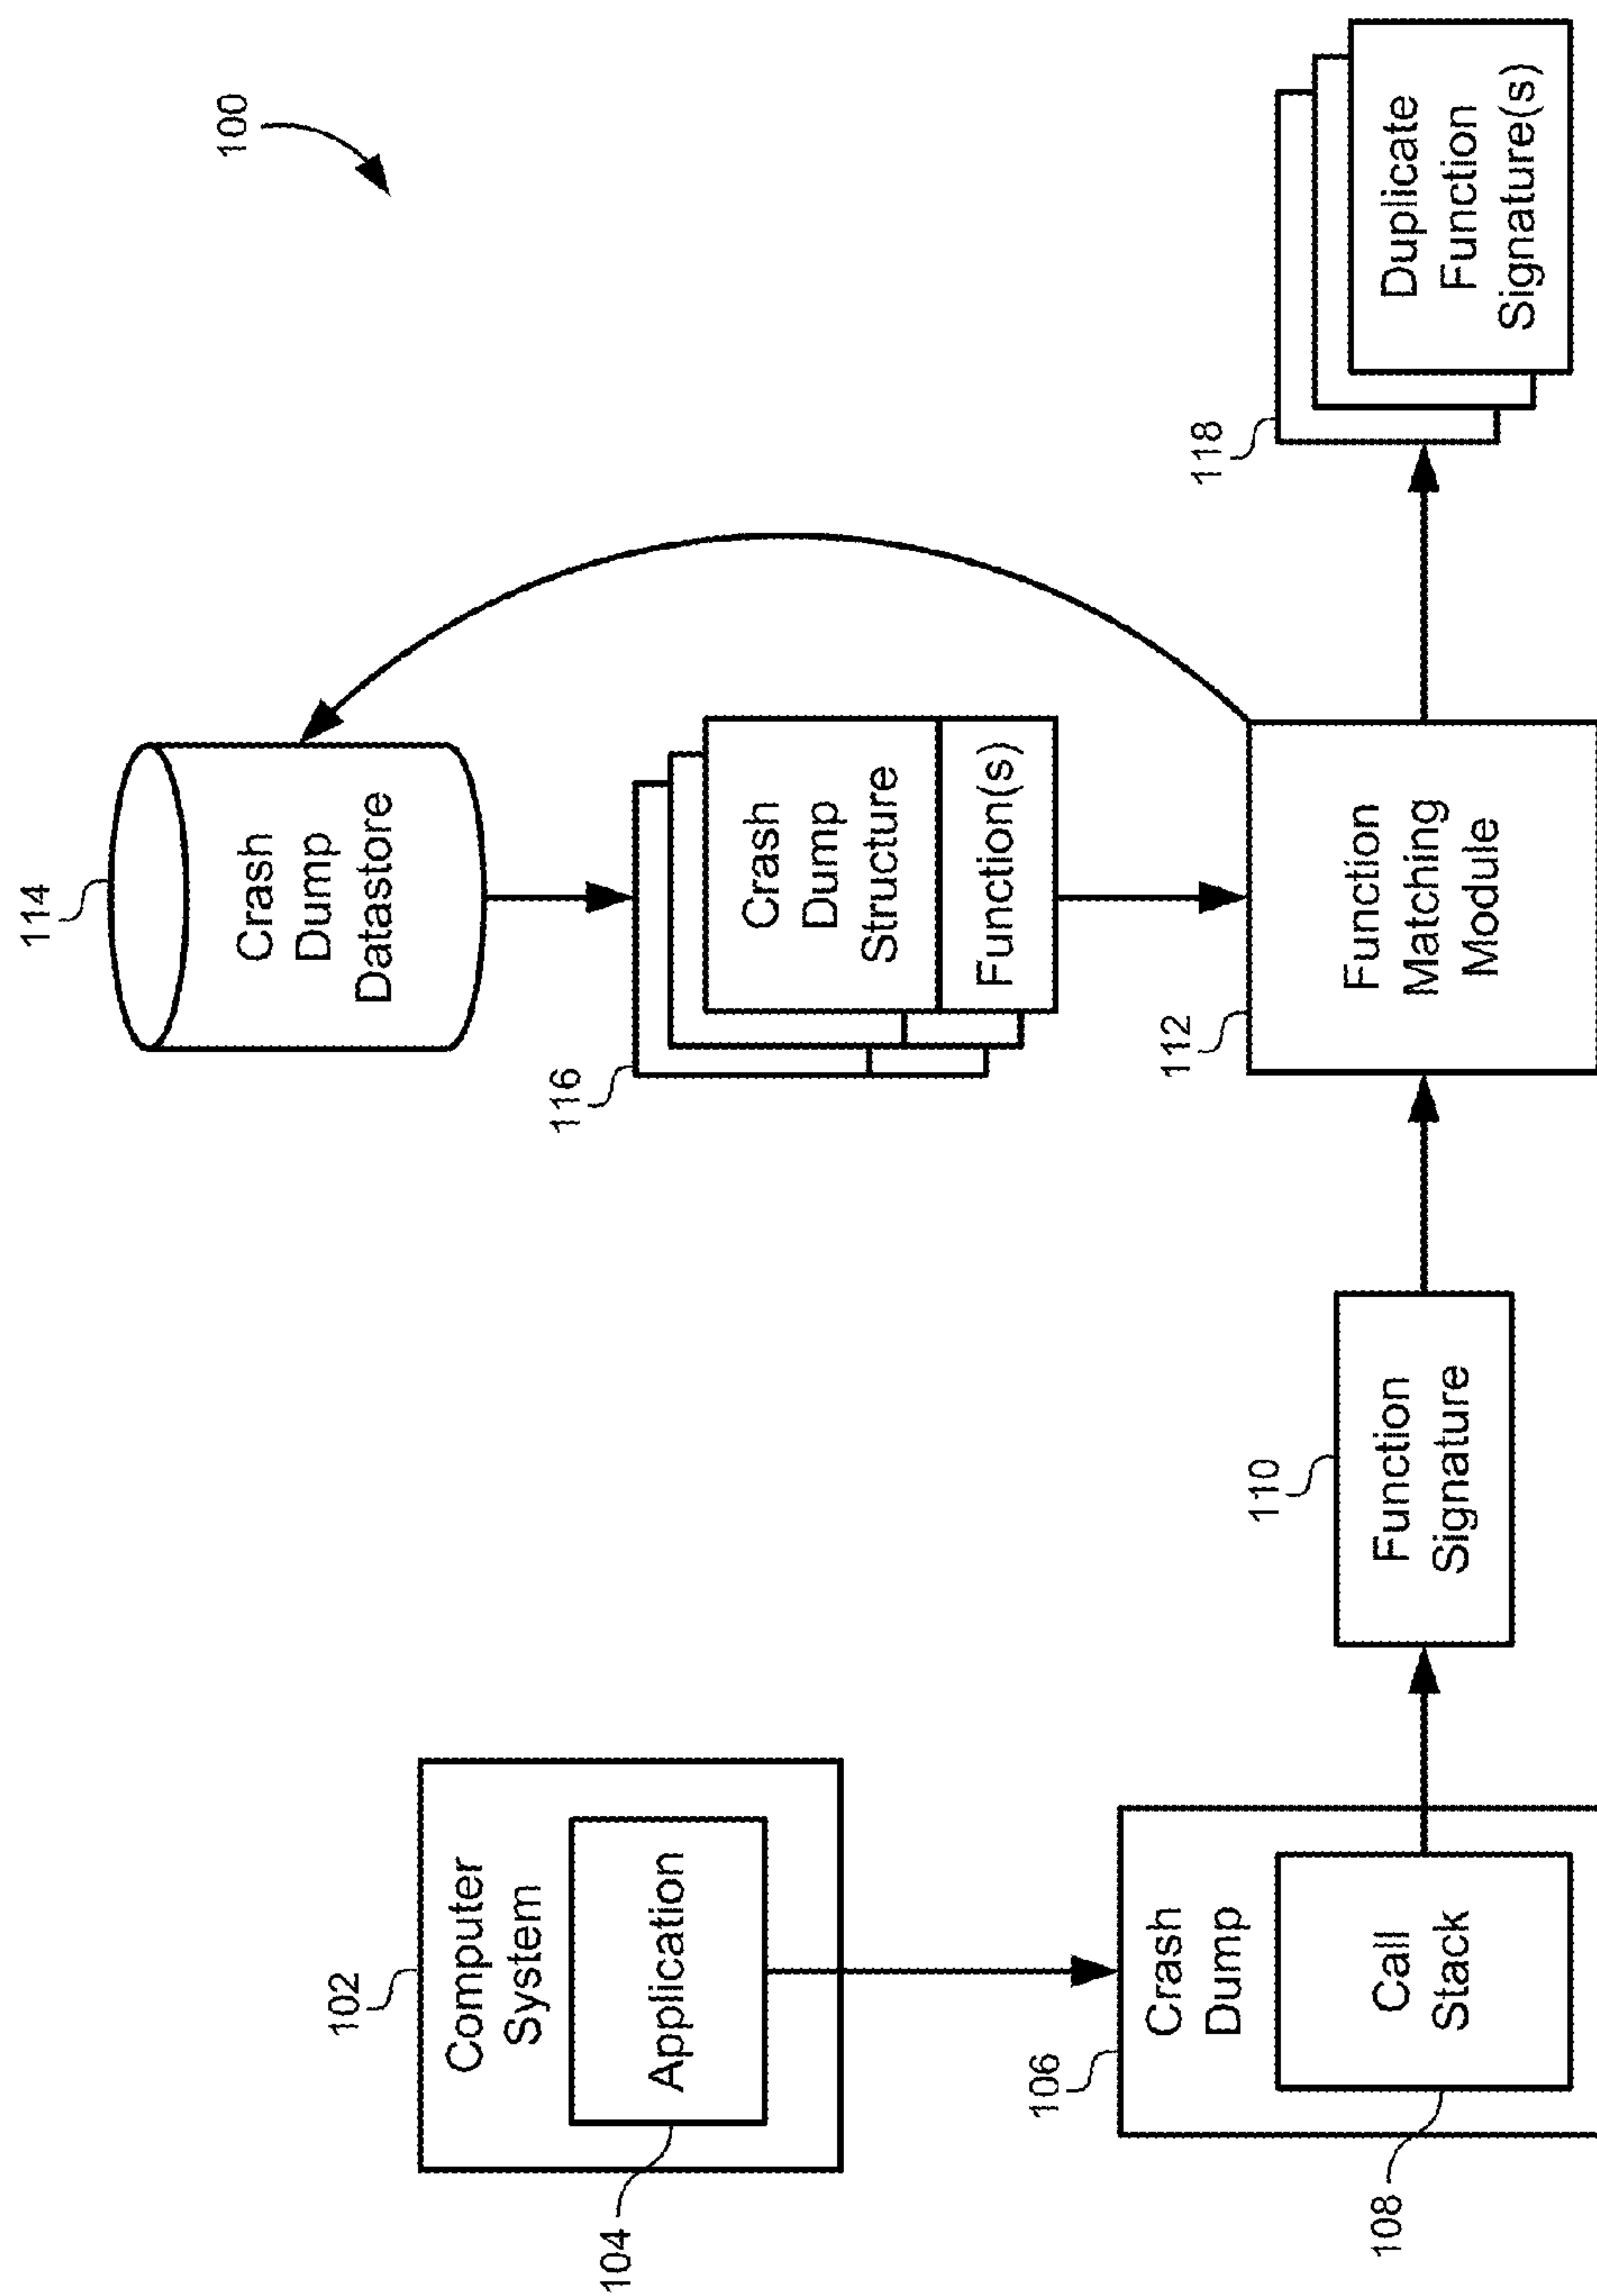 100
114
Crash
Dump
Datastore
116
Crash
Dump
Structure
Function(s)
102
Computer
System
Application
104
106
Crash
Dump
Call
Stack
108
110
Function
Signature
112
Function
Matching
Module
118
Duplicate
Function
Signature(s)